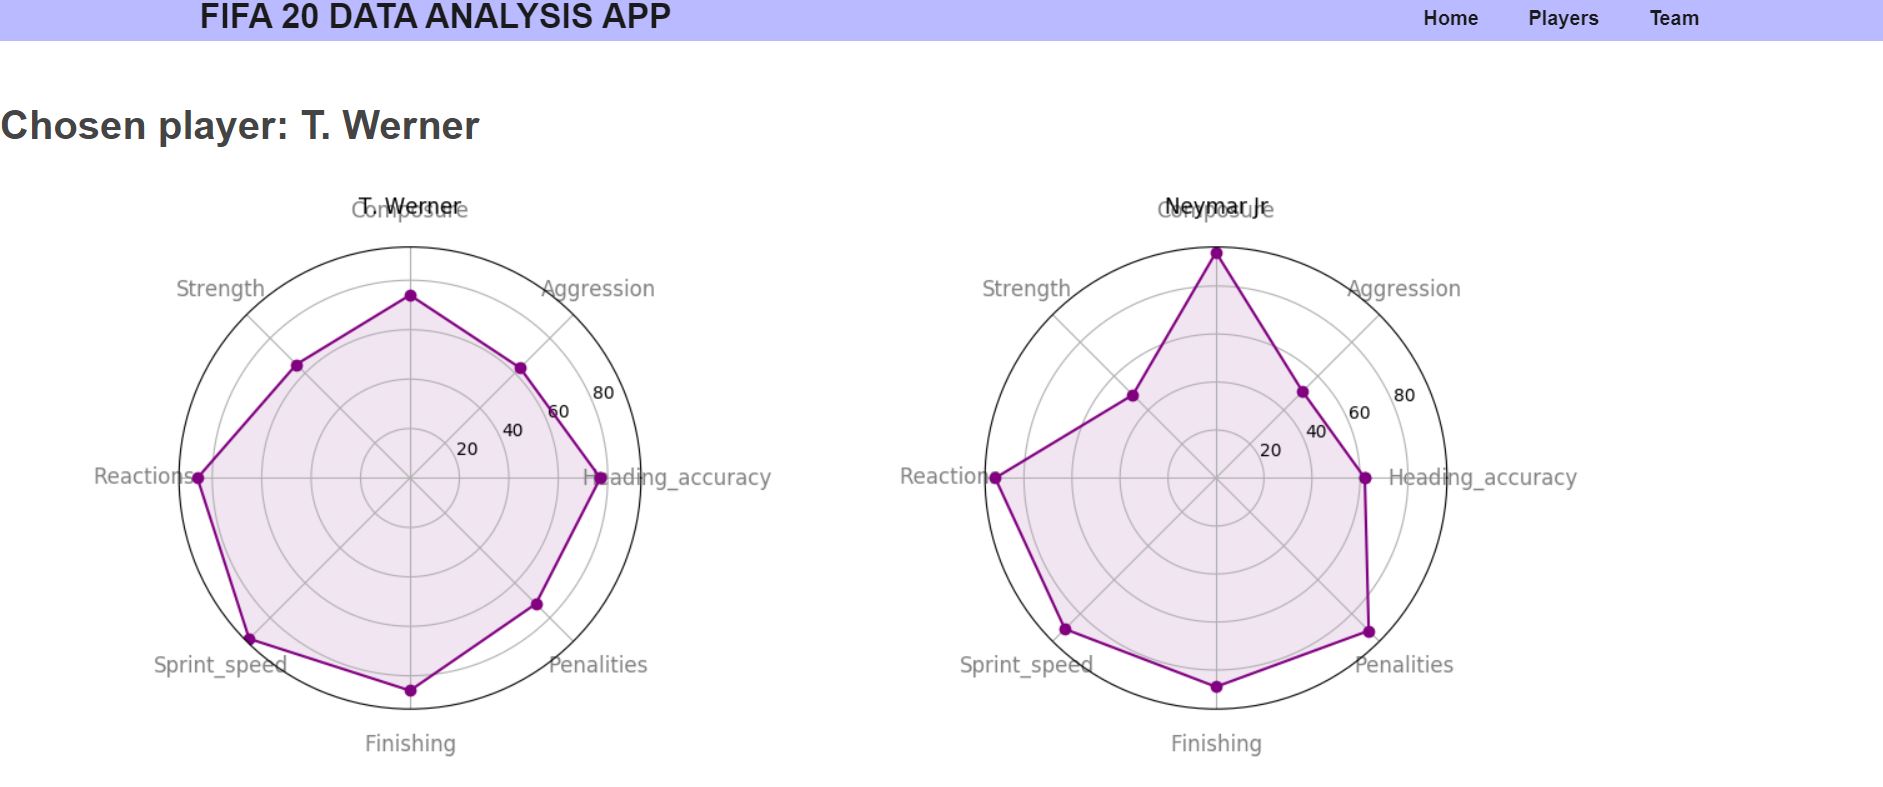 FIFA 20 DATA ANALYSIS APP
Home Players Team
Chosen player: T. Werner
T. Werner
Composure
Strength
Aggression
80
60
40
20
Reactions
Heading_accuracy
Sprint_speed
Penalities
Finishing
Neymar Jr
Composure
Strength
Aggression
80
60
40
20
Reactions
Heading_accuracy
Sprint_speed
Penalities
Finishing